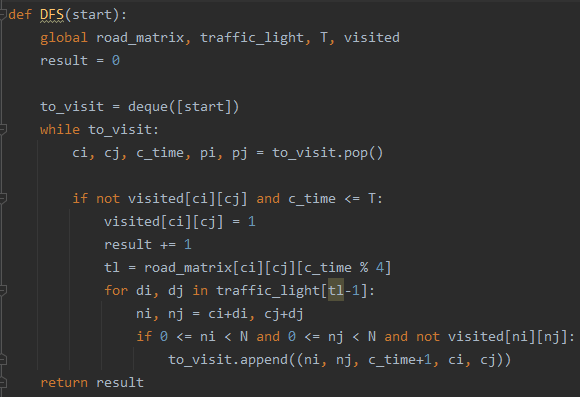 def DFS(start):
    global road_matrix, traffic_light, T, visited
    result = 0
    to_visit = deque([start])
    while to_visit:
        ci, cj, c_time, pi, pj = to_visit.pop()
        if not visited[ci][cj] and c_time <= T:
            visited[ci][cj] = 1
            result += 1
            tl = road_matrix[ci][cj][c_time % 4]
            for di, dj in traffic_light[tl-1]:
                ni, nj = ci+di, cj+dj
                if 0 <= ni < N and 0 <= nj < N and not visited[ni][nj]:
                    to_visit.append((ni, nj, c_time+1, ci, cj))
    return result